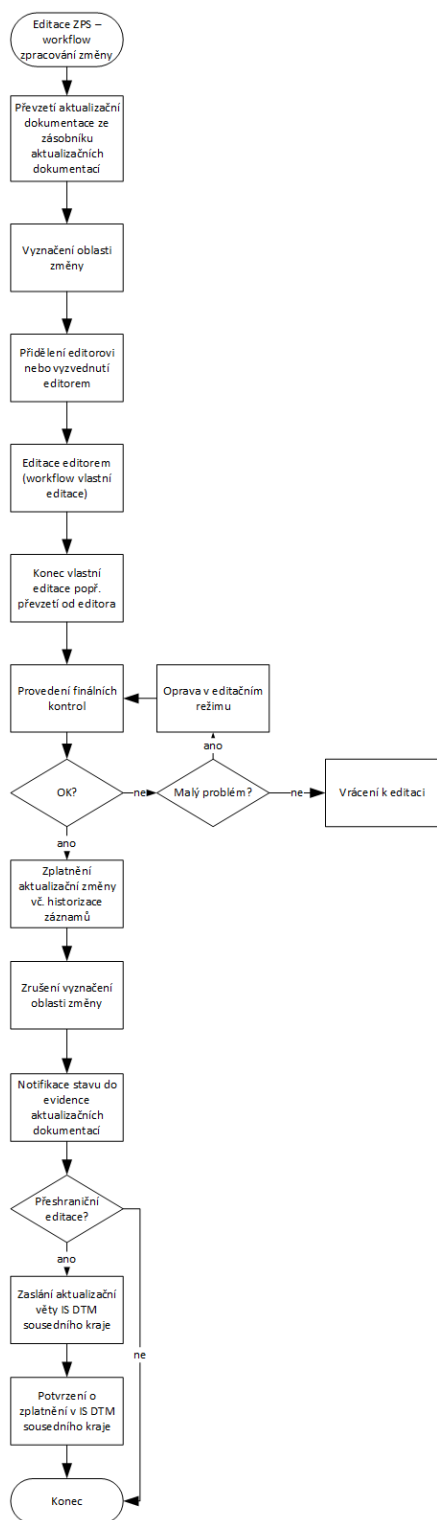 Editace ZPS –
workflow
zpracování změny
Převzetí aktualizační
dokumentace ze
zásobníku
aktualizačních
dokumentací
Vyznačení oblasti
změny
Přidělení editorovi
nebo vyzvednutí
editorem
Editace editorem
(workflow vlastní
editace)
Konec vlastní
editace popř.
převzetí od editora
Provedení finálních
kontrol
Oprava v editačním
režimu
ano
OK?
ne
Malý problém?
ne
Vrácení k editaci
ano
Zplatnění
aktualizační změny
vč. historizace
záznamů
Zrušení vyznačení
oblasti změny
Notifikace stavu do
evidence
aktualizačních
dokumentací
Přeshraniční
editace?
ano
Zaslání aktualizační
věty IS DTM
sousedního kraje
ne
Potvrzení o
zplatnění v IS DTM
sousedního kraje
Konec